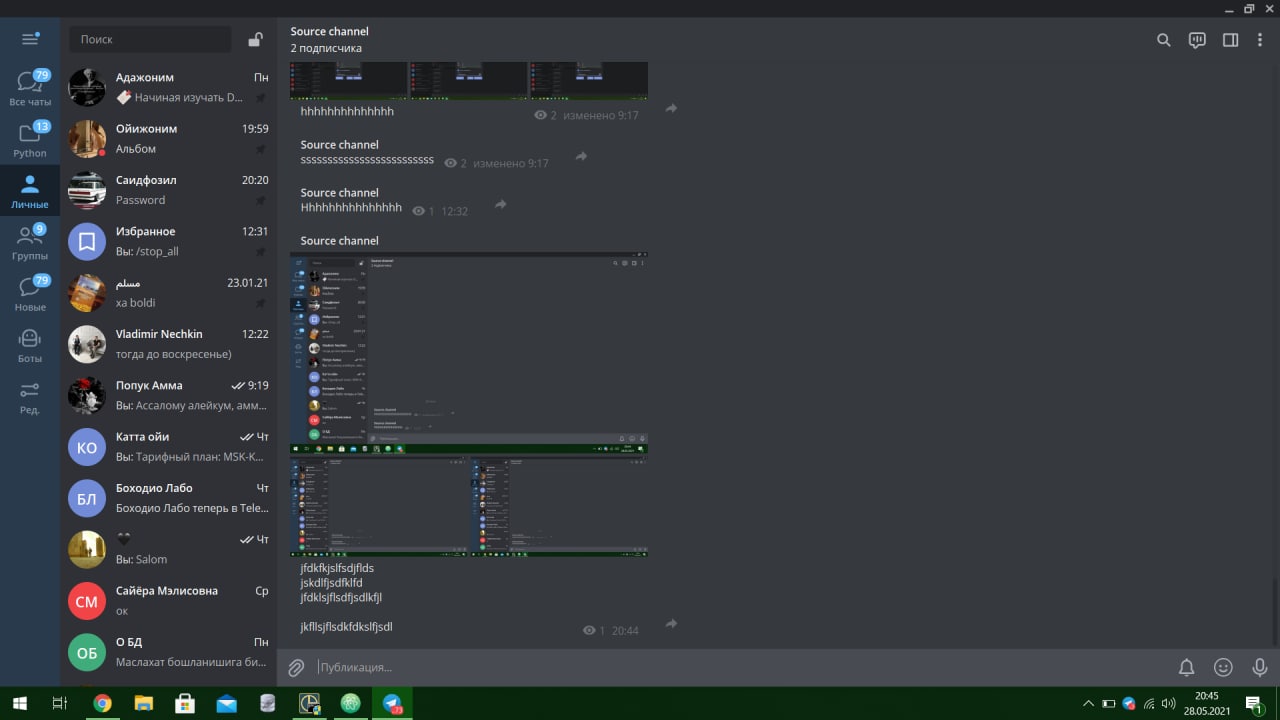 Поиск
79
Все чаты
13
Python
Личные
9
Группы
79
Новые
Боты
Ред.
Адажоним Пн
Начиная изучать D...
Ойижоним 19:59
Альбом
Саидфозил 20:20
Password
Избранное 12:31
Вы: /stop_all
مسلم 23.01.21
xa boldi
Vladimir Nechkin 12:22
тогда до воскресенье)
Попук Амма 9:19
Вы: Ассалому алейкум, амм...
КО
Катта ойи Чт
Вы: Тарифный план: MSK-K...
БЛ
Боходио Лабо Чт
Боходио Лабо теперь в Tele...
Чт
Вы: Salom
СМ
Сайёра Мэлисовна Ср
ок
ОБ
О БД Пн
Маслахат бошланишига би...
Source channel
2 подписчика
hhhhhhhhhhhhhh 2 изменено 9:17
Source channel
sssssssssssssssssssssssss 2 изменено 9:17
Source channel
Hhhhhhhhhhhhhhh 1 12:32
Source channel
jfdkfkjslfsdjflds
jskdlfjsdfklfd
jfdklsjflsdfjsdlkfjl
jkfllsjflsdkfdkslfjsdl 1 20:44
Публикация...
73
20:45
28.05.2021
1